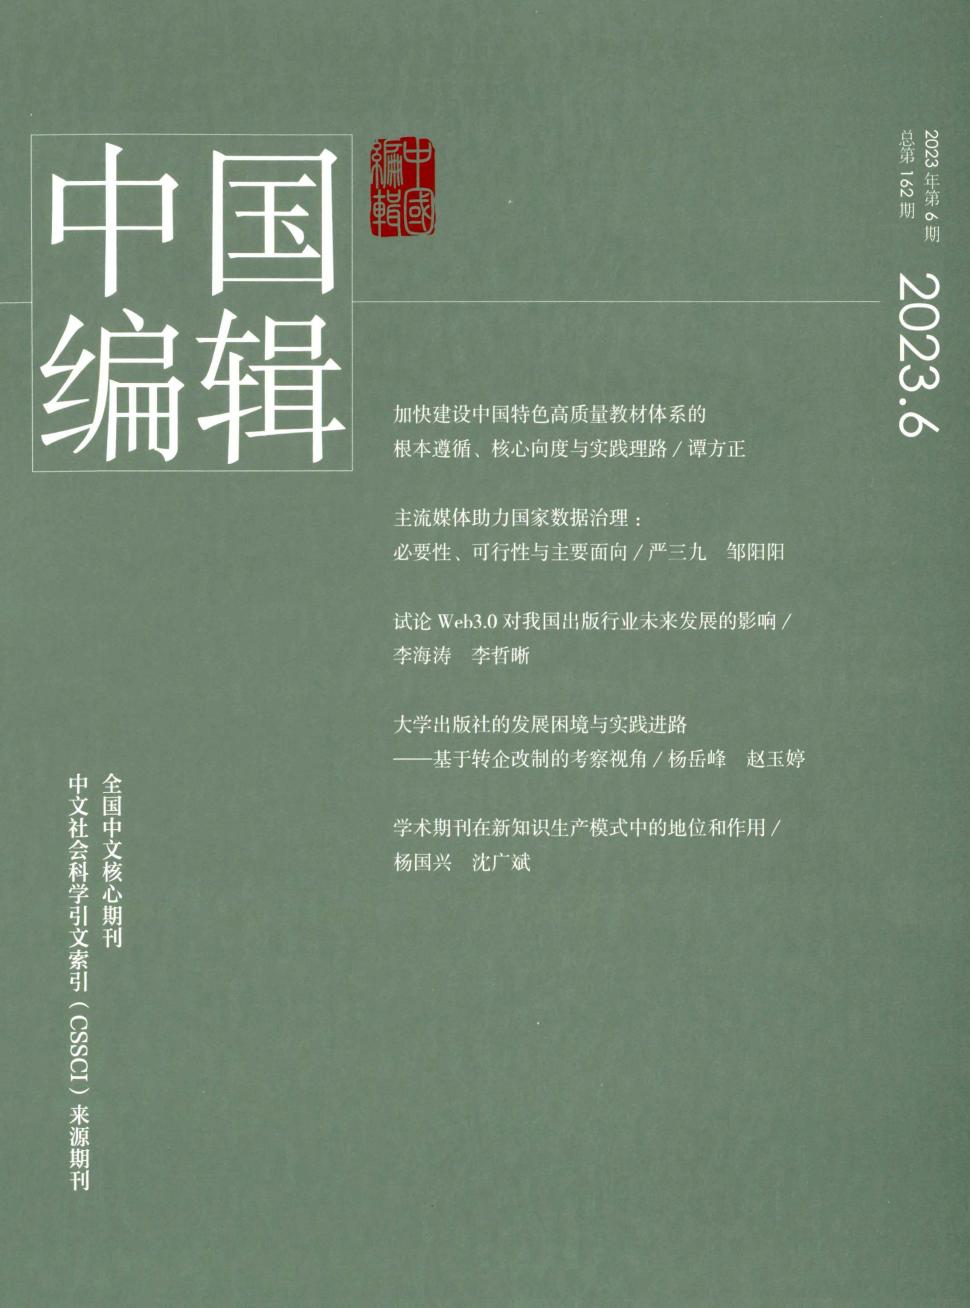 中国
编辑
中國
編輯
2023年第6期
总第162期
2023.6
加快建设中国特色高质量教材体系的
根本遵循、核心向度与实践理路/谭方正
主流媒体助力国家数据治理：
必要性、可行性与主要面向/严三九 邹阳阳
试论Web3.0对我国出版行业未来发展的影响/
李海涛 李哲晰
大学出版社的发展困境与实践进路
——基于转企改制的考察视角/杨岳峰 赵玉婷
学术期刊在新知识生产模式中的地位和作用/
杨国兴 沈广斌
全国中文核心期刊
中文社会科学引文索引（CSSCI）来源期刊